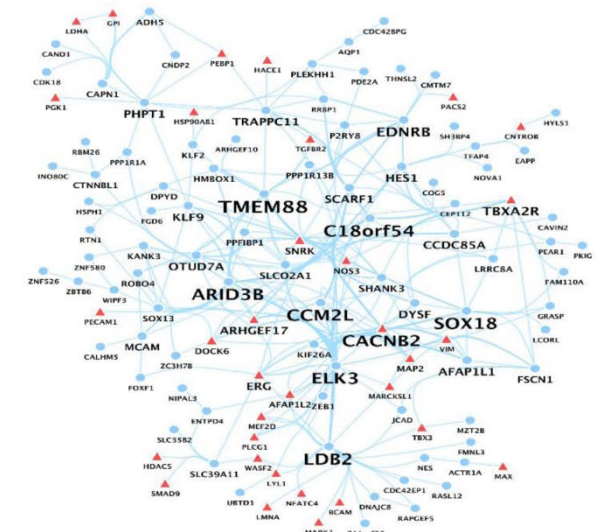 ADH5
GPI
LDHA
CDC42BPG
AQP1
CAND1
CNDP2
PEBP1
HACE1
PLEKHH1
CDK18
PDE2A
THNSL2
CMTM7
CAPN1
PGK1
PHPT1
HSP90AB1
TRAPPC11
RRBP1
PACS2
HYLS1
P2RY8
EDNRB
SH3BP4
CNTROB
RBM26
PPP1R1A
KLF2
ARHGEF10
TGFBR2
TFAP4
EAPP
INO80C
CTNNBL1
HMBOX1
PPP1R13B
HES1
NOVA1
DPYD
COG5
HSPH1
FGD6
KLF9
TMEM88
SCARF1
CEP112
TBXA2R
RTN1
PPFIBP1
C18orf54
CAVIN2
KANK3
SNRK
CCDC85A
PEAR1
PKIG
ZNF580
OTUD7A
SLCO2A1
NOS3
LRRC8A
ZNF526
ZBTB6
ROBO4
SHANK3
FAM110A
WIPF3
ARID3B
PECAM1
SOX13
CCM2L
DYSF
GRASP
ARHGEF17
SOX18
CACNB2
LCORL
CALHM5
MCAM
DOCK6
KIF26A
VIM
ZC3H7B
MAP2
AFAP1L1
FOXF1
ERG
ELK3
FSCN1
NIPAL3
AFAP1L2
ZEB1
MARCKSL1
ENTPD4
MEF2D
JCAD
SLC35B2
PLCG1
TBX3
MZT2B
HDAC5
SLC39A11
WASF2
LDB2
FMNL3
SMAD9
LYL1
NES
ACTR1A
MAX
UBTD1
NFATC4
CDC42EP1
RASL12
LMNA
RCAM
DNAJC8
RAPGEF5